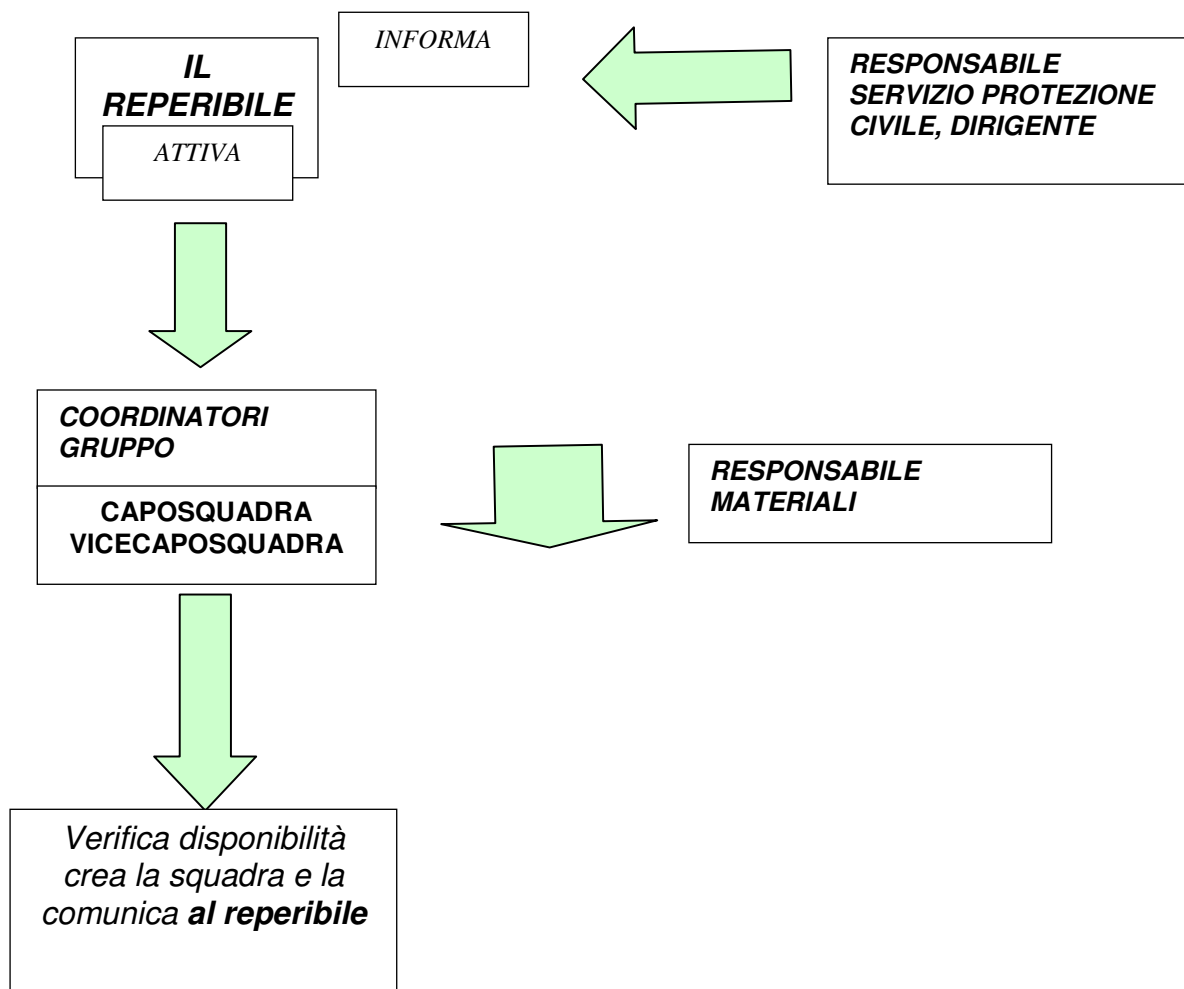 IL
REPERIBILE
ATTIVA
INFORMA
RESPONSABILE
SERVIZIO PROTEZIONE
CIVILE, DIRIGENTE
COORDINATORI
GRUPPO
CAPOSQUADRA
VICECAPOSQUADRA
RESPONSABILE
MATERIALI
Verifica disponibilità
crea la squadra e la
comunica al reperibile